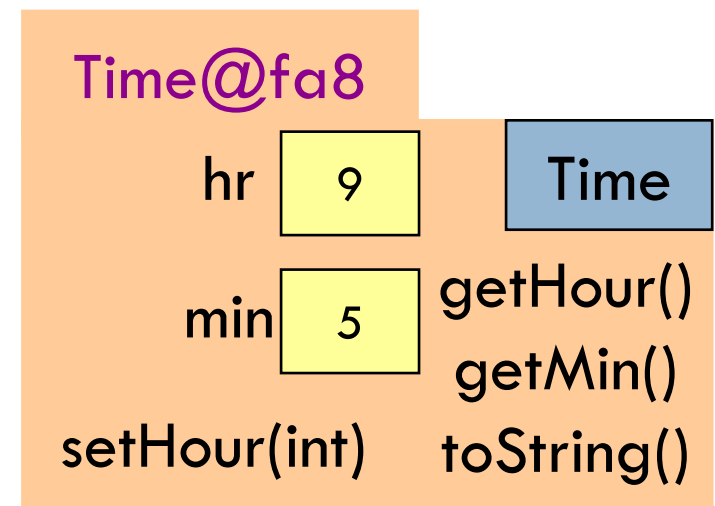 Time@fa8
hr 9 Time
min 5 getHour()
getMin()
setHour(int) toString()